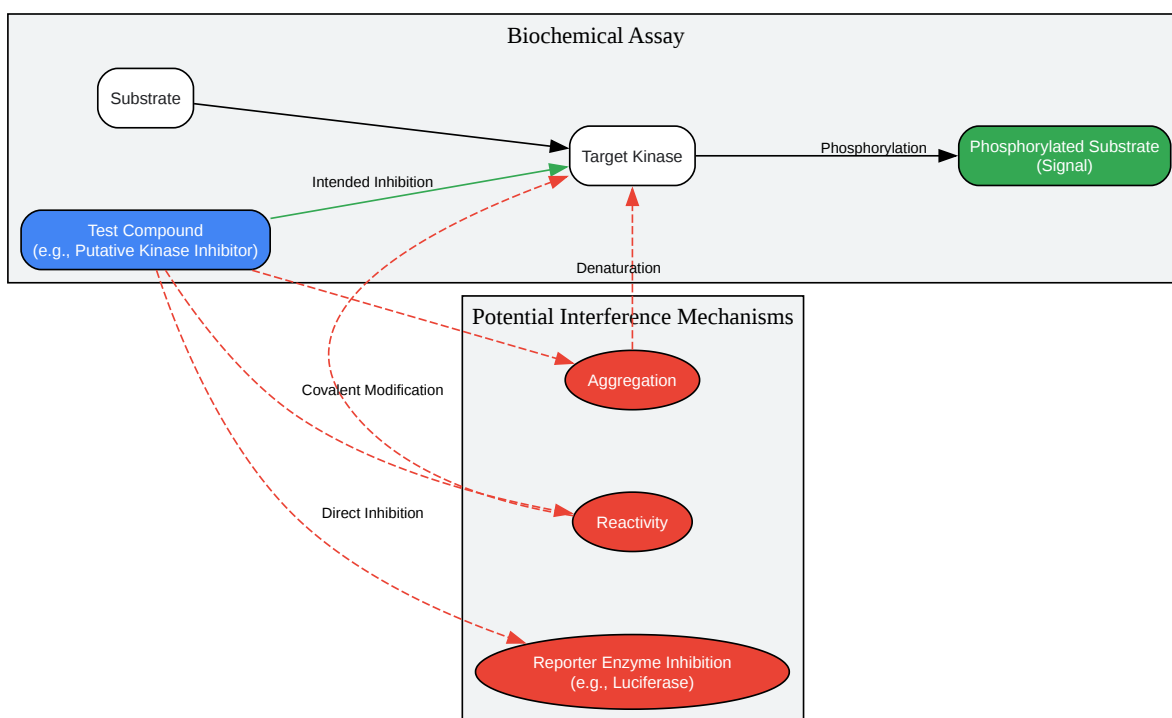 Biochemical Assay
Substrate
Target Kinase
Phosphorylation
Phosphorylated Substrate
(Signal)
Intended Inhibition
Test Compound
(e.g., Putative Kinase Inhibitor)
Denaturation
Potential Interference Mechanisms
Aggregation
Covalent Modification
Direct Inhibition
Reactivity
Reporter Enzyme Inhibition
(e.g., Luciferase)